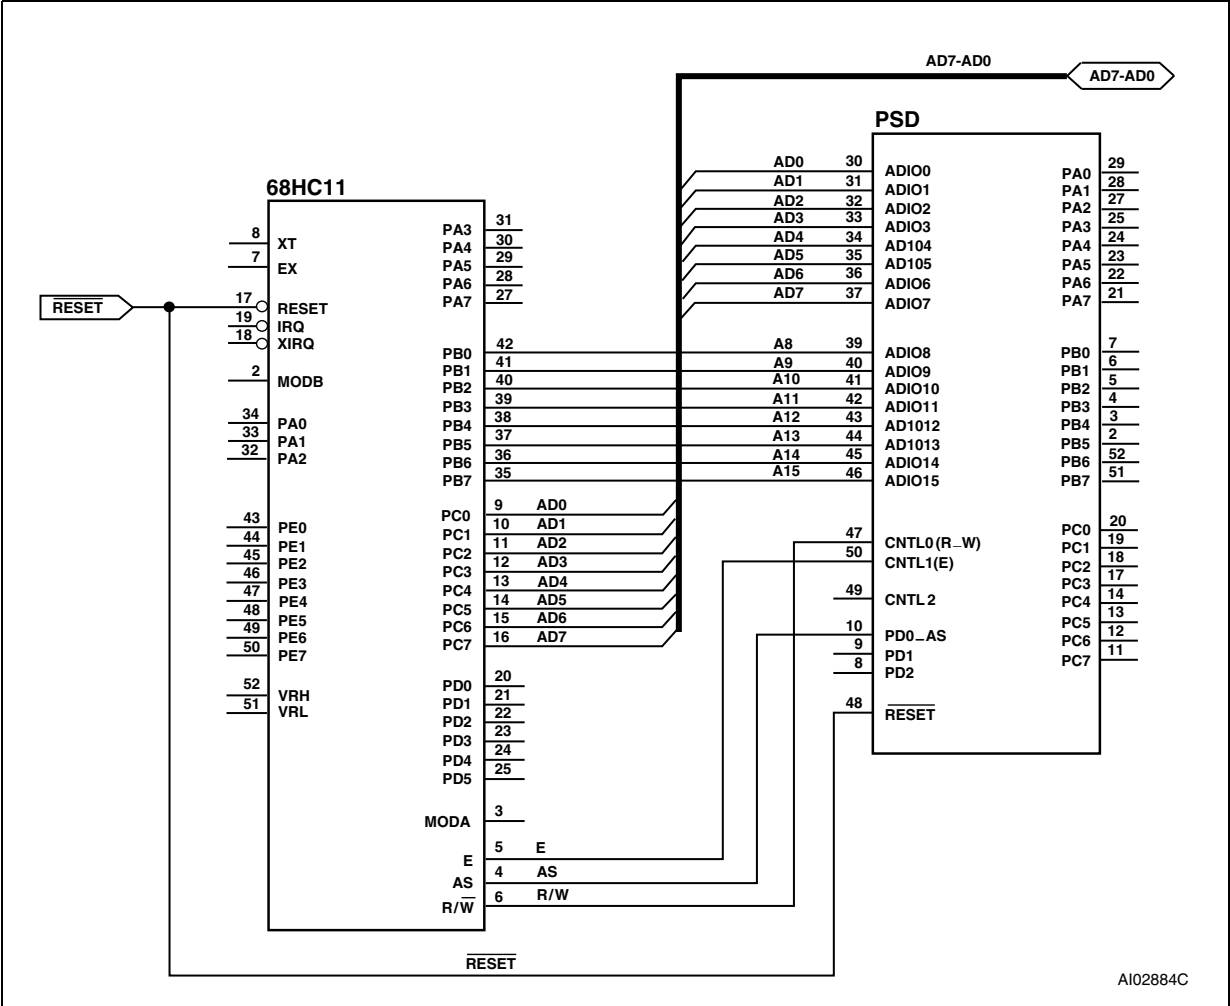 AD7-AD0
AD7-AD0
PSD
AD0 30 ADIO0
AD1 31 ADIO1
AD2 32 ADIO2
AD3 33 ADIO3
AD4 34 AD104
AD5 35 AD105
AD6 36 ADIO6
AD7 37 ADIO7
A8 39 ADIO8
A9 40 ADIO9
A10 41 ADIO10
A11 42 ADIO11
A12 43 AD1012
A13 44 AD1013
A14 45 ADIO14
A15 46 ADIO15
47 CNTL0(R_W)
50 CNTL1(E)
49 CNTL2
10 PD0_AS
9 PD1
8 PD2
48 RESET
PA0 29
PA1 28
PA2 27
PA3 25
PA4 24
PA5 23
PA6 22
PA7 21
PB0 7
PB1 6
PB2 5
PB3 4
PB4 3
PB5 2
PB6 52
PB7 51
PC0 20
PC1 19
PC2 18
PC3 17
PC4 14
PC5 13
PC6 12
PC7 11
68HC11
8 XT
7 EX
RESET
17 RESET
19 IRQ
18 XIRQ
2 MODB
34 PA0
33 PA1
32 PA2
43 PE0
44 PE1
45 PE2
46 PE3
47 PE4
48 PE5
49 PE6
50 PE7
52 VRH
51 VRL
PA3 31
PA4 30
PA5 29
PA6 28
PA7 27
PB0 42
PB1 41
PB2 40
PB3 39
PB4 38
PB5 37
PB6 36
PB7 35
PC0 9 AD0
PC1 10 AD1
PC2 11 AD2
PC3 12 AD3
PC4 13 AD4
PC5 14 AD5
PC6 15 AD6
PC7 16 AD7
PD0 20
PD1 21
PD2 22
PD3 23
PD4 24
PD5 25
MODA 3
E 5 E
AS 4 AS
R/W 6 R/W
RESET
AI02884C